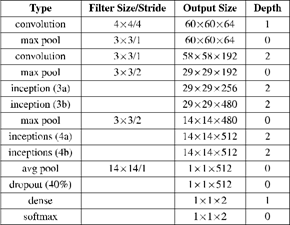 Type Filter Size/Stride Output Size Depth
convolution 4×4/4 60×60×64 1
max pool 3×3/1 60×60×64 0
convolution 3×3/1 58×58×192 2
max pool 3×3/2 29×29×192 0
inception (3a) 29×29×256 2
inception (3b) 29×29×480 2
max pool 3×3/2 14×14×480 0
inceptions (4a) 14×14×512 2
inceptions (4b) 14×14×512 2
avg pool 14×14/1 1×1×512 0
dropout (40%) 1×1×512 0
dense 1×1×2 1
softmax 1×1×2 0